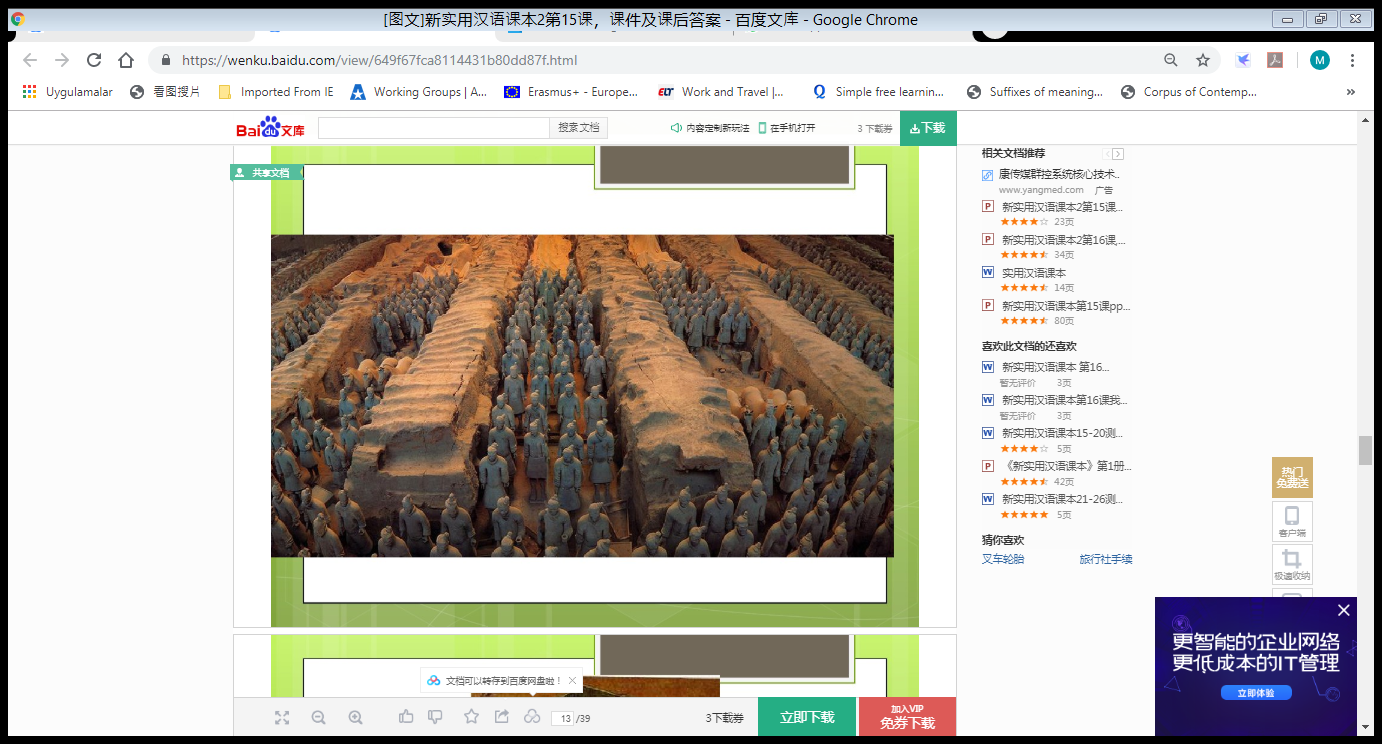 [图文]新实用汉语课本2第15课，课件及课后答案 - 百度文库 - Google Chrome
https://wenku.baidu.com/view/649f67fca8114431b80dd87f.html
M
Uygulamalar
看图搜片
Imported From IE
Working Groups | A...
Erasmus+ - Europe...
ELT
Work and Travel |...
Q
Simple free learnin...
Suffixes of meaning...
Corpus of Contemp...
»
Bai du 文库
搜索文档
内容定制新玩法
在手机打开
3 下载券
下载
共享文档
相关文档推荐
康传媒群控系统核心技术..
www.yangmed.com 广告
P 新实用汉语课本2第15课...
23页
P 新实用汉语课本2第16课,...
34页
W 实用汉语课本
14页
P 新实用汉语课本第15课pp...
80页
喜欢此文档的还喜欢
W 新实用汉语课本 第16...
暂无评价 3页
W 新实用汉语课本第16课我...
暂无评价 3页
W 新实用汉语课本15-20测...
5页
P 《新实用汉语课本》第1册...
42页
W 新实用汉语课本21-26测...
5页
猜你喜欢
叉车轮胎 旅行社手续
热门
免费送
客户端
极速收纳
更智能的企业网络
更低成本的IT管理
立即体验
文档可以转存到百度网盘啦！
13 /39
3下载券
立即下载
加入VIP
免券下载